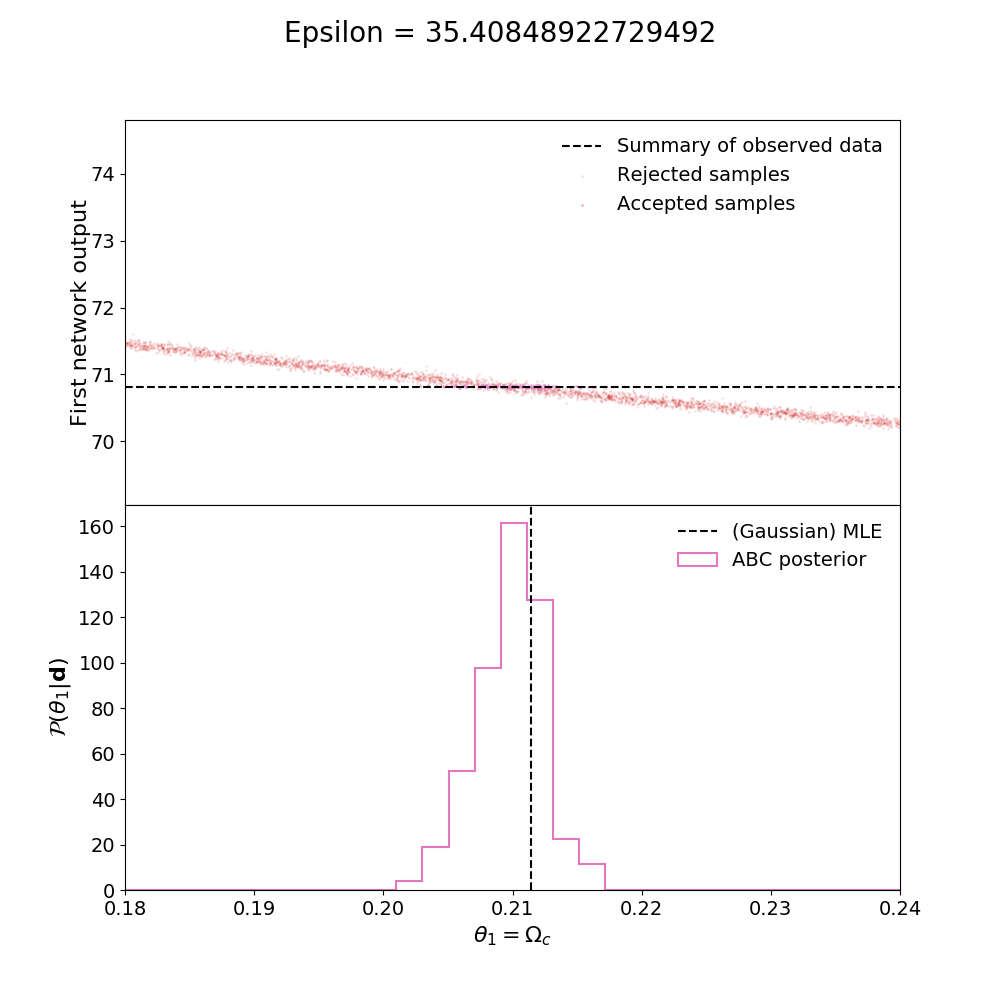 Epsilon = 35.40848922729492
Summary of observed data
Rejected samples
Accepted samples
First network output
74
73
72
71
70
(Gaussian) MLE
ABC posterior
𝒫(θ₁|𝐝)
160
140
120
100
80
60
40
20
0
0.18 0.19 0.20 0.21 0.22 0.23 0.24
θ₁ = Ω_c